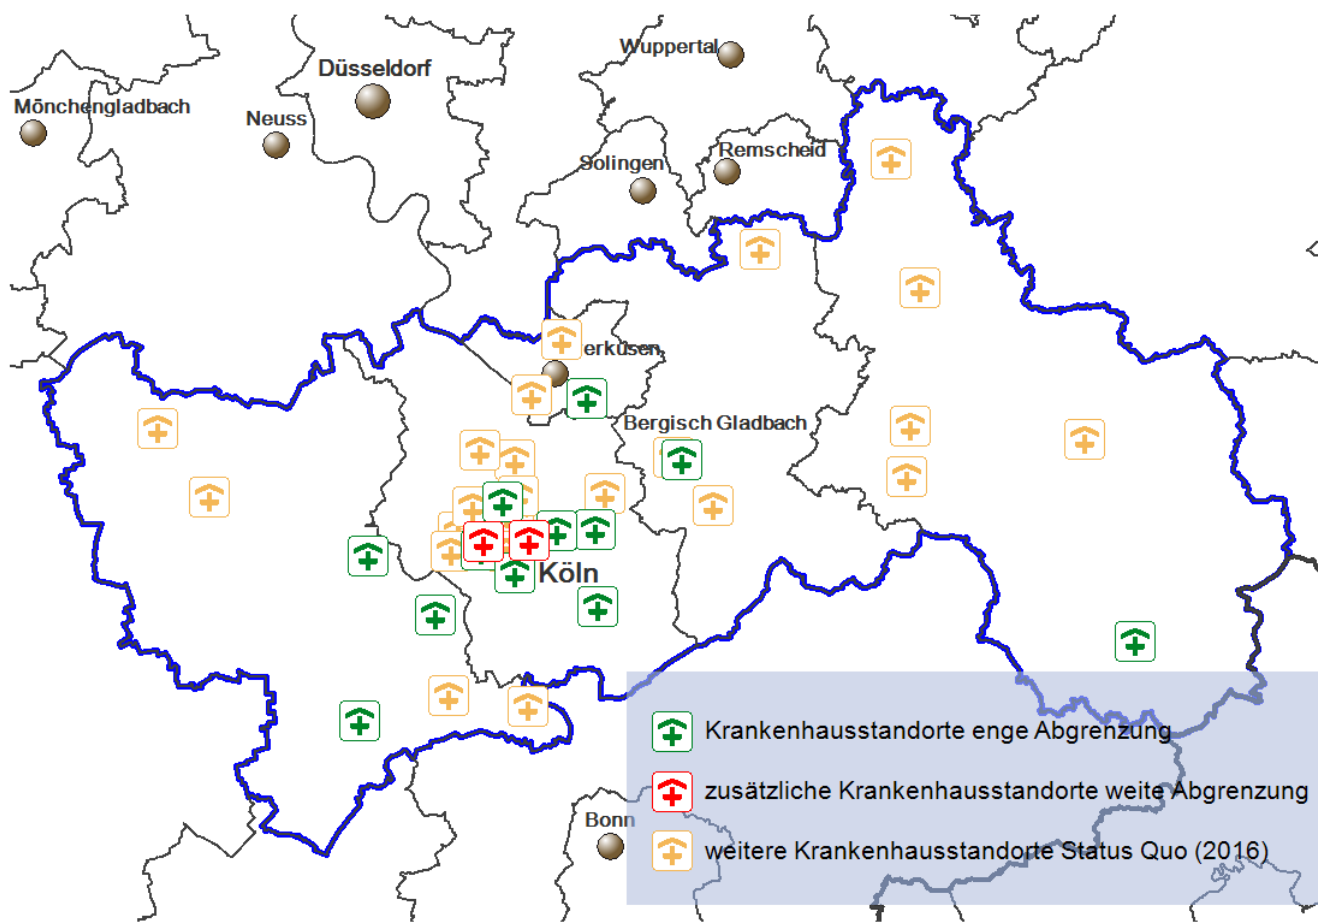 Wuppertal
Düsseldorf
Mönchengladbach
Neuss
Remscheid
Solingen
erkusen
Bergisch Gladbach
Köln
Krankenhausstandorte enge Abgrenzung
zusätzliche Krankenhausstandorte weite Abgrenzung
Bonn
weitere Krankenhausstandorte Status Quo (2016)